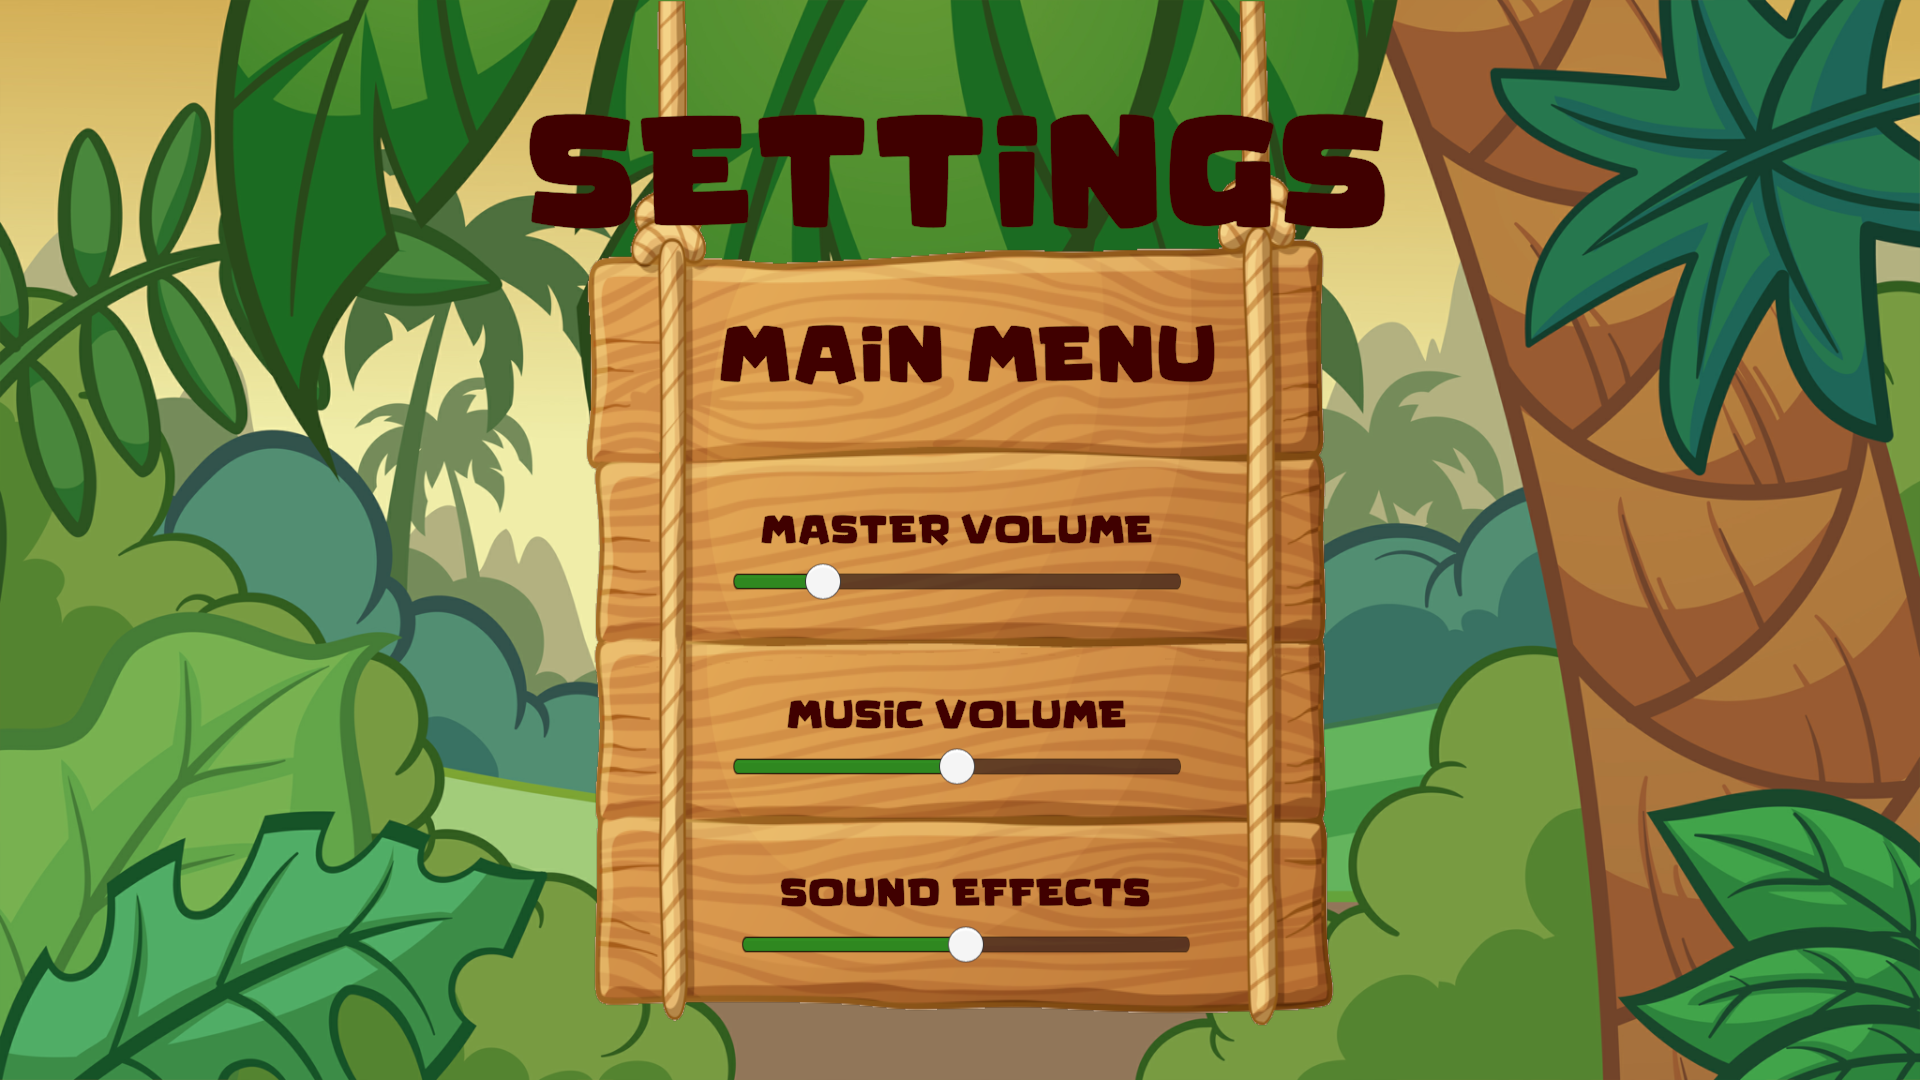 SETTiNGS
MAiN MENU
MASTER VOLUME
MUSiC VOLUME
SOUND EFFECTS